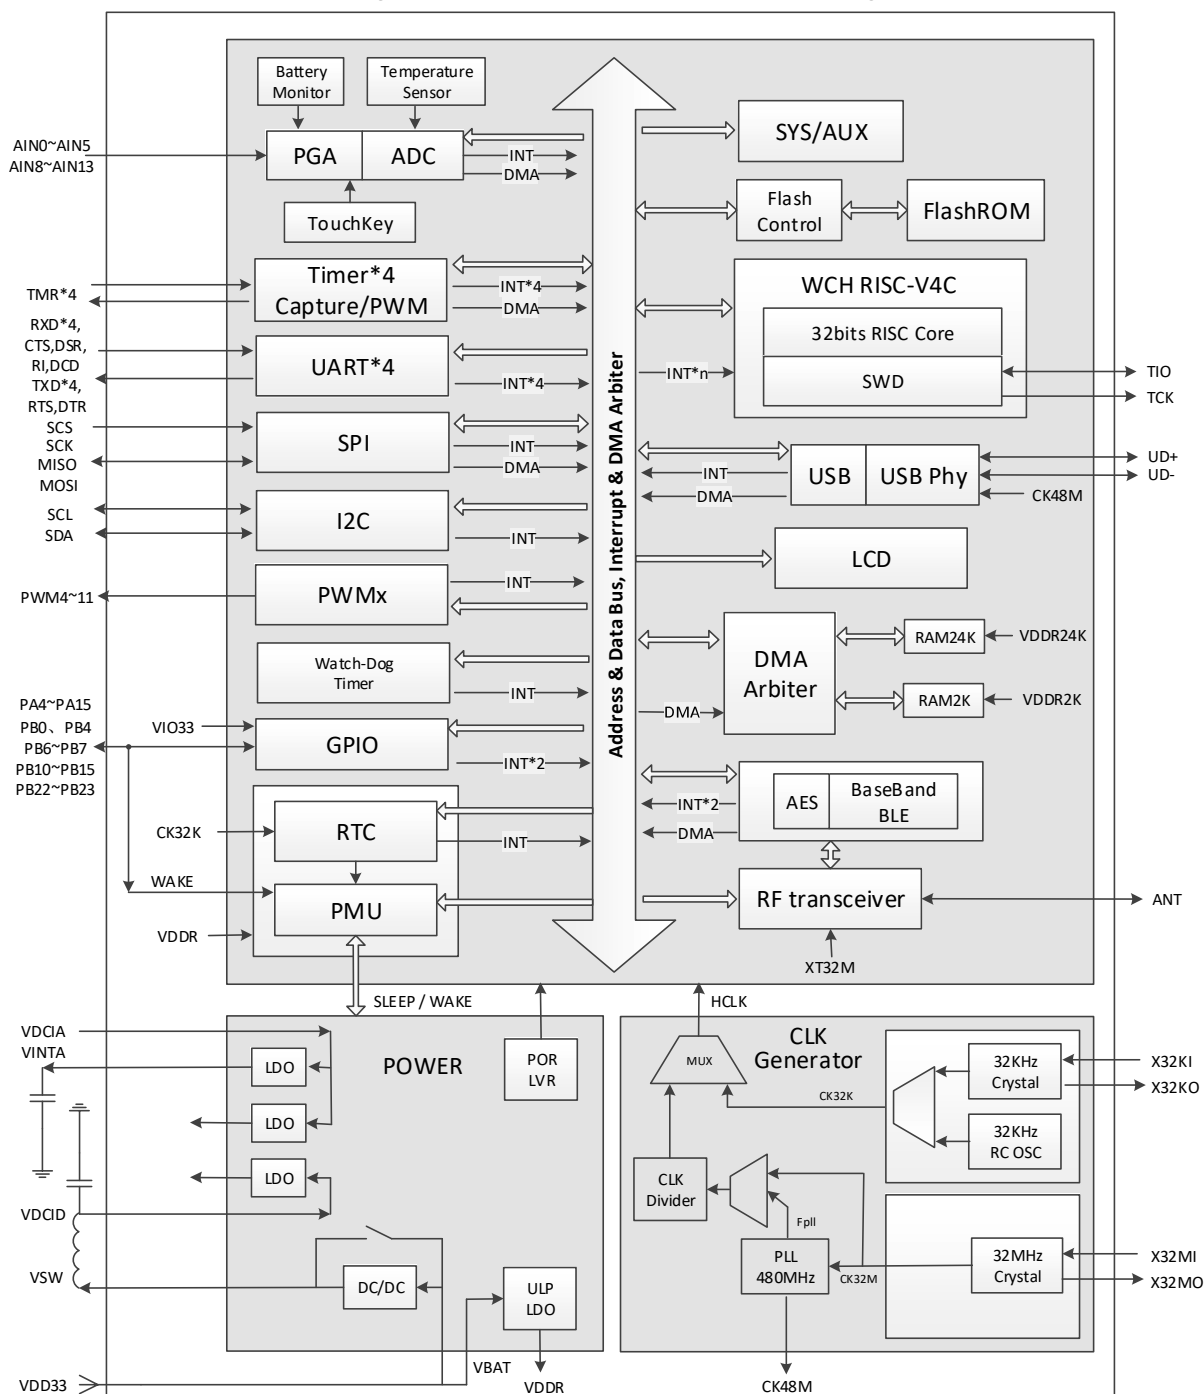 Battery
Monitor
Temperature
Sensor
AIN0~AIN5
AIN8~AIN13
PGA
ADC
INT
DMA
TouchKey
SYS/AUX
Flash
Control
FlashROM
TMR*4
Timer*4
Capture/PWM
INT*4
DMA
WCH RISC-V4C
32bits RISC Core
SWD
INT*n
TIO
TCK
RXD*4,
CTS,DSR,
RI,DCD
TXD*4,
RTS,DTR
UART*4
INT*4
SCS
SCK
MISO
MOSI
SPI
INT
DMA
USB
USB Phy
INT
DMA
UD+
UD-
CK48M
SCL
SDA
I2C
INT
LCD
PWM4~11
PWMx
INT
Address & Data Bus, Interrupt & DMA Arbiter
Watch-Dog
Timer
INT
DMA
Arbiter
DMA
RAM24K
VDDR24K
RAM2K
VDDR2K
PA4~PA15
PB0、PB4
PB6~PB7
PB10~PB15
PB22~PB23
VIO33
GPIO
INT*2
AES
BaseBand
BLE
INT*2
DMA
CK32K
RTC
INT
WAKE
PMU
VDDR
RF transceiver
ANT
XT32M
SLEEP / WAKE
HCLK
VDCIA
VINTA
LDO
LDO
LDO
POWER
POR
LVR
VDCID
VSW
DC/DC
ULP
LDO
VBAT
VDD33
VDDR
CLK
Generator
MUX
CK32K
32KHz
Crystal
X32KI
X32KO
32KHz
RC OSC
CLK
Divider
Fpll
PLL
480MHz
CK32M
32MHz
Crystal
X32MI
X32MO
CK48M